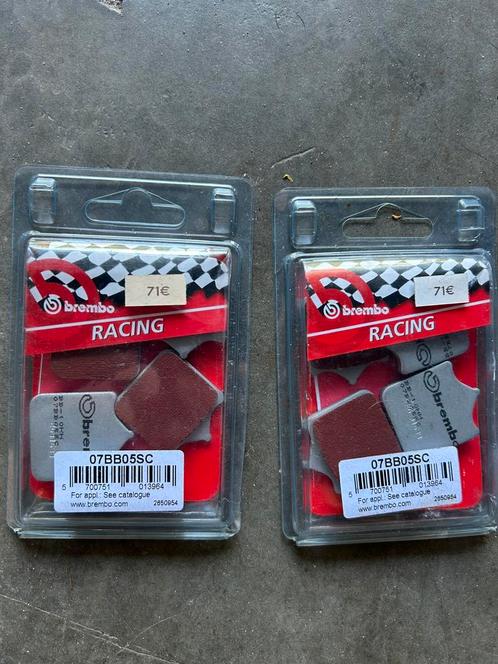 brembo
71€
RACING
brembo
07BB05SC
5 700751 013964
For appl.: See catalogue
www.brembo.com 2650954
brembo
71€
RACING
brembo
07BB05SC
5 700751 013964
For appl.: See catalogue
www.brembo.com 2650954